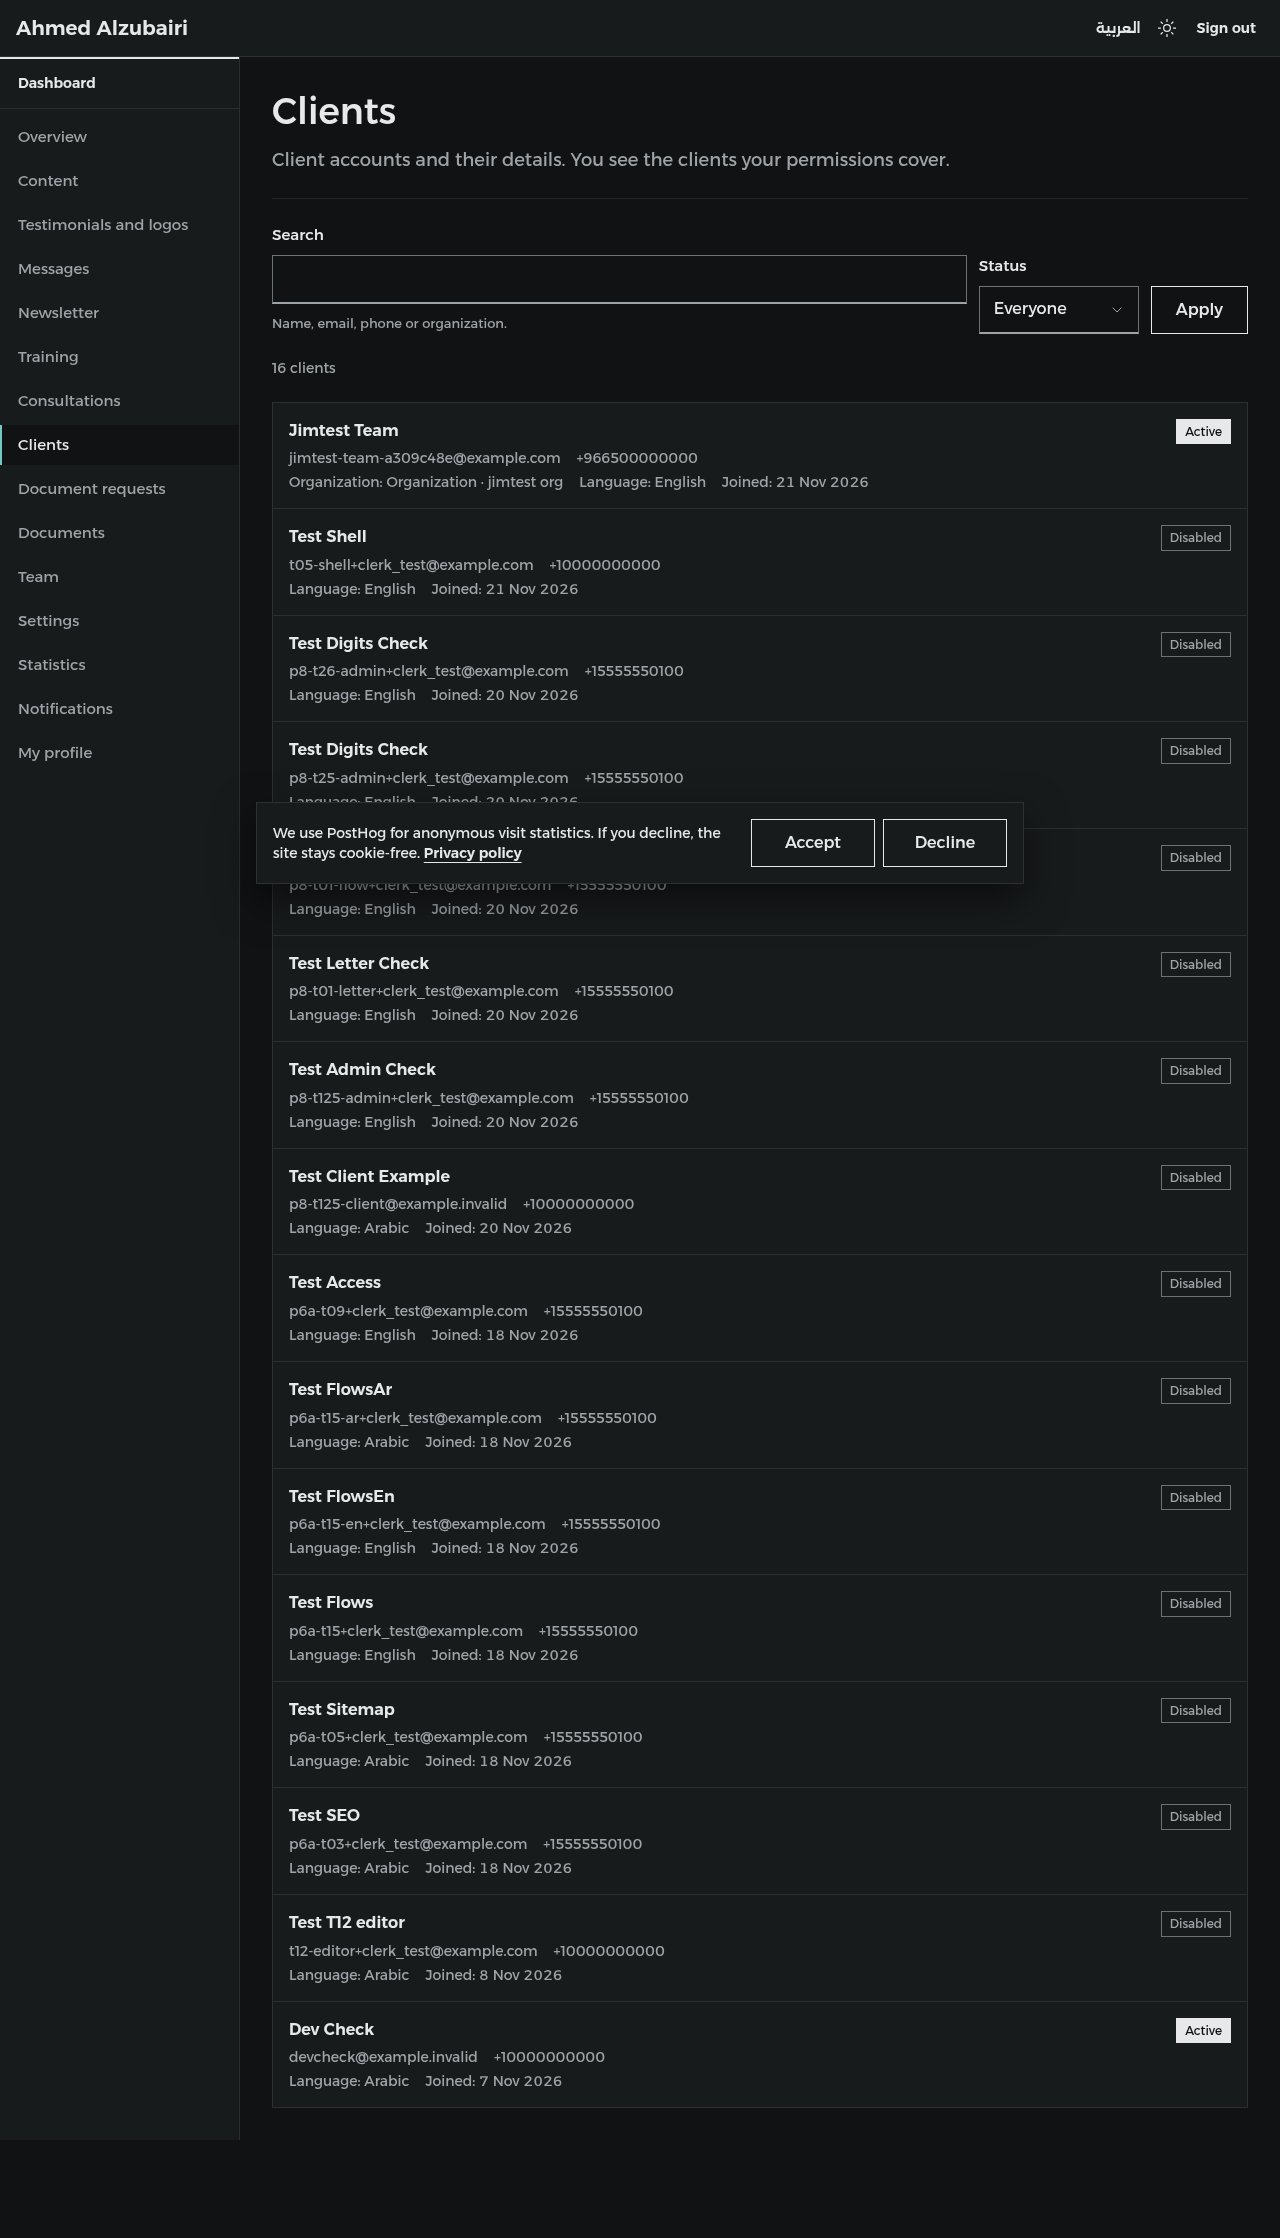 Ahmed Alzubairi
العربية
Sign out
Dashboard
Overview
Content
Testimonials and logos
Messages
Newsletter
Training
Consultations
Clients
Document requests
Documents
Team
Settings
Statistics
Notifications
My profile
Clients
Client accounts and their details. You see the clients your permissions cover.
Search
Name, email, phone or organization.
Status
Everyone
Apply
16 clients
Jimtest Team
Active
jimtest-team-a309c48e@example.com +966500000000
Organization: Organization · jimtest org Language: English Joined: 21 Nov 2026
Test Shell
Disabled
t05-shell+clerk_test@example.com +10000000000
Language: English Joined: 21 Nov 2026
Test Digits Check
Disabled
p8-t26-admin+clerk_test@example.com +15555550100
Language: English Joined: 20 Nov 2026
Test Digits Check
Disabled
p8-t25-admin+clerk_test@example.com +15555550100
Language: English Joined: 20 Nov 2026
We use PostHog for anonymous visit statistics. If you decline, the
site stays cookie-free. Privacy policy
Accept
Decline
Disabled
p8-t01-flow+clerk_test@example.com +15555550100
Language: English Joined: 20 Nov 2026
Test Letter Check
Disabled
p8-t01-letter+clerk_test@example.com +15555550100
Language: English Joined: 20 Nov 2026
Test Admin Check
Disabled
p8-t125-admin+clerk_test@example.com +15555550100
Language: English Joined: 20 Nov 2026
Test Client Example
Disabled
p8-t125-client@example.invalid +10000000000
Language: Arabic Joined: 20 Nov 2026
Test Access
Disabled
p6a-t09+clerk_test@example.com +15555550100
Language: English Joined: 18 Nov 2026
Test FlowsAr
Disabled
p6a-t15-ar+clerk_test@example.com +15555550100
Language: Arabic Joined: 18 Nov 2026
Test FlowsEn
Disabled
p6a-t15-en+clerk_test@example.com +15555550100
Language: English Joined: 18 Nov 2026
Test Flows
Disabled
p6a-t15+clerk_test@example.com +15555550100
Language: English Joined: 18 Nov 2026
Test Sitemap
Disabled
p6a-t05+clerk_test@example.com +15555550100
Language: Arabic Joined: 18 Nov 2026
Test SEO
Disabled
p6a-t03+clerk_test@example.com +15555550100
Language: Arabic Joined: 18 Nov 2026
Test T12 editor
Disabled
t12-editor+clerk_test@example.com +10000000000
Language: Arabic Joined: 8 Nov 2026
Dev Check
Active
devcheck@example.invalid +10000000000
Language: Arabic Joined: 7 Nov 2026